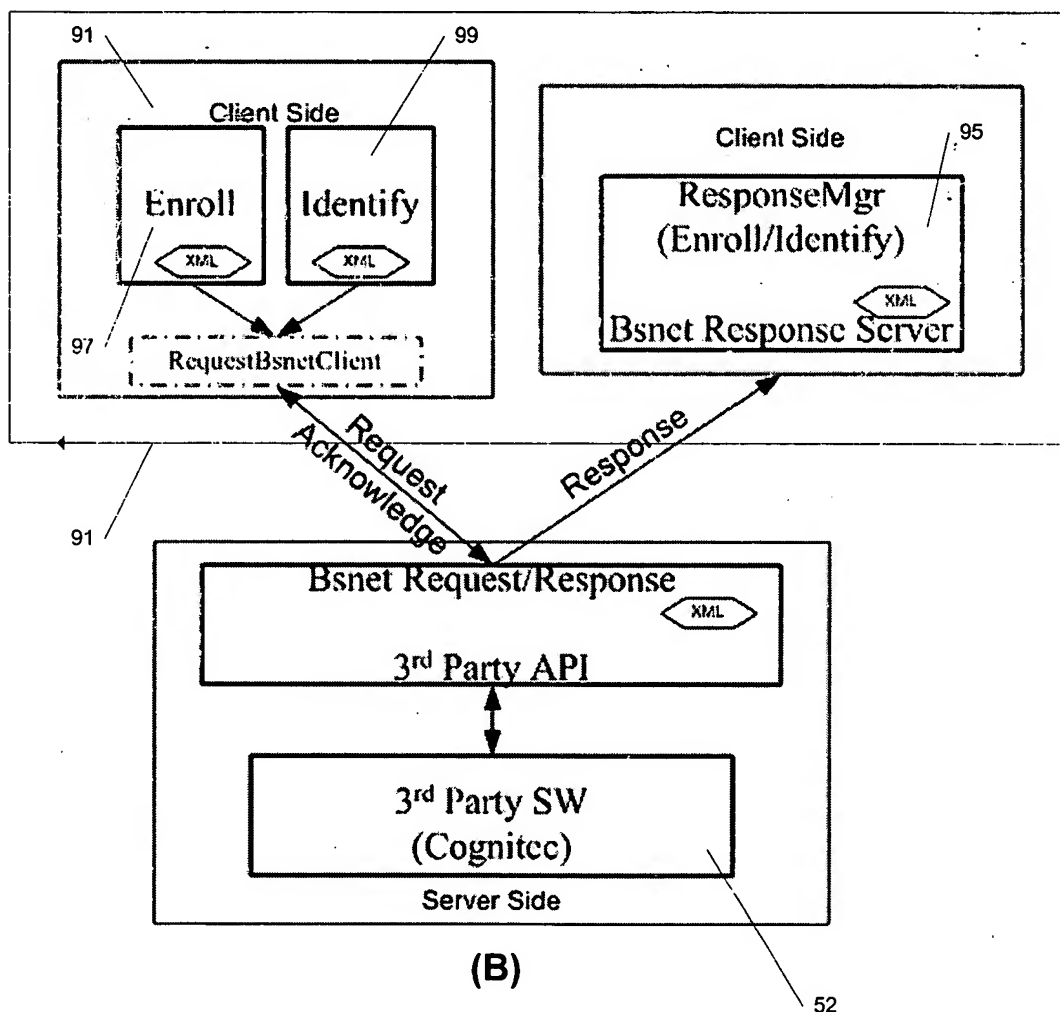 91
99
Client Side
Enroll
Identify
XML
XML
97
RequestBsnetClient
Client Side
95
ResponseMgr
(Enroll/Identify)
XML
Bsnet Response Server
Request
Acknowledge
Response
91
Bsnet Request/Response
XML
3rd Party API
3rd Party SW
(Cognitec)
Server Side
(B)
52